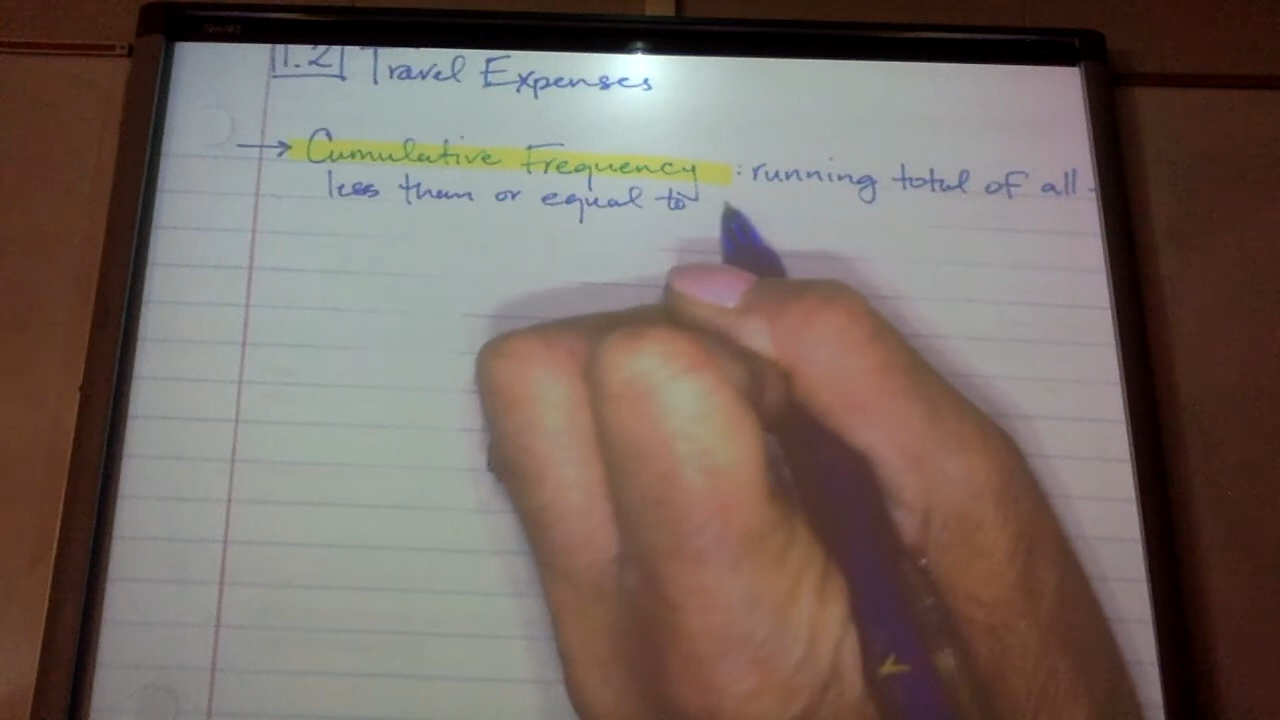 1.2 Travel Expenses
→ Cumulative Frequency : running total of all
less than or equal to